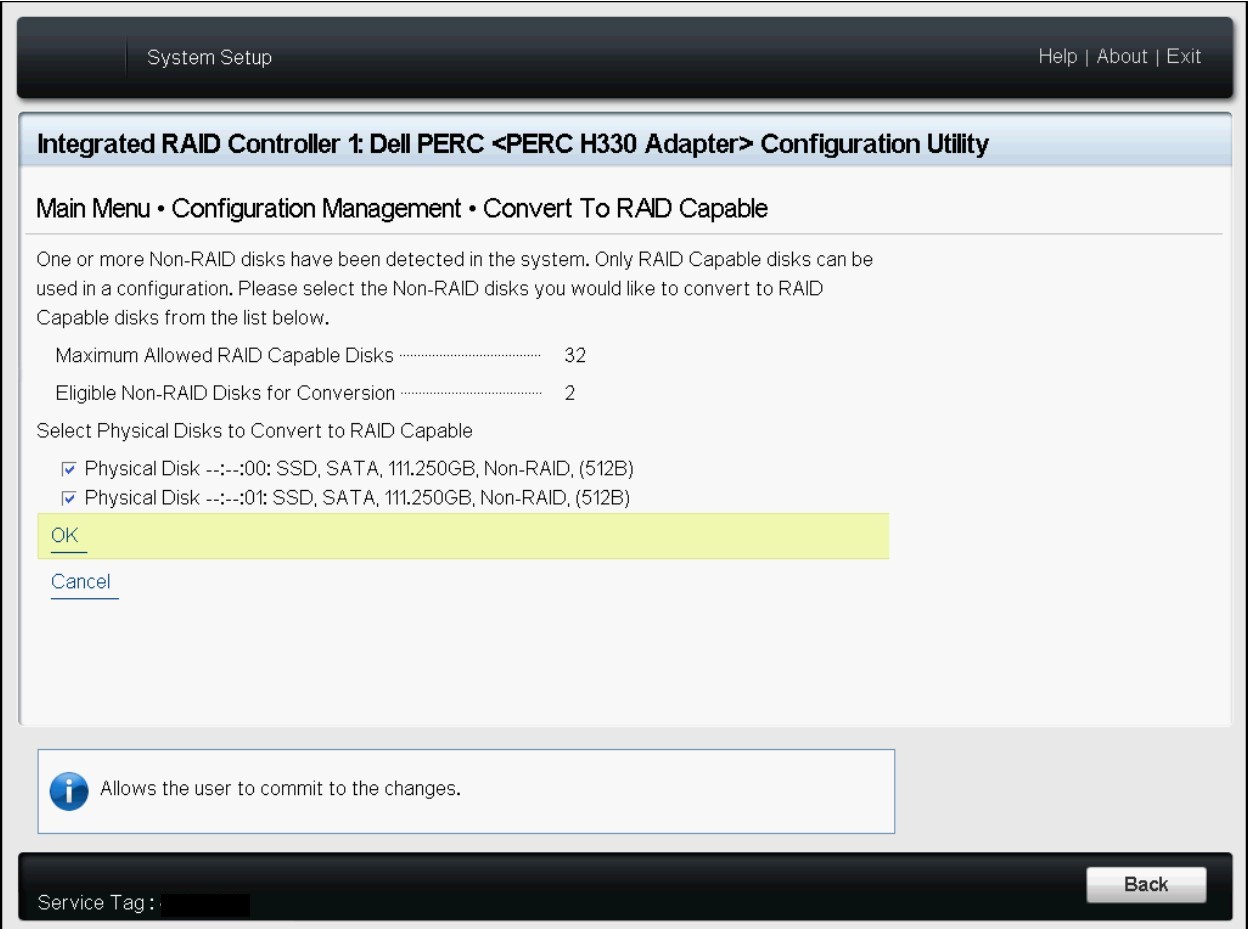 System Setup
Help | About | Exit
Integrated RAID Controller 1: Dell PERC <PERC H330 Adapter> Configuration Utility
Main Menu • Configuration Management • Convert To RAID Capable
One or more Non-RAID disks have been detected in the system. Only RAID Capable disks can be
used in a configuration. Please select the Non-RAID disks you would like to convert to RAID
Capable disks from the list below.
Maximum Allowed RAID Capable Disks 32
Eligible Non-RAID Disks for Conversion 2
Select Physical Disks to Convert to RAID Capable
Physical Disk --:--:00: SSD, SATA, 111.250GB, Non-RAID, (512B)
Physical Disk --:--:01: SSD, SATA, 111.250GB, Non-RAID, (512B)
OK
Cancel
Allows the user to commit to the changes.
Back
Service Tag :